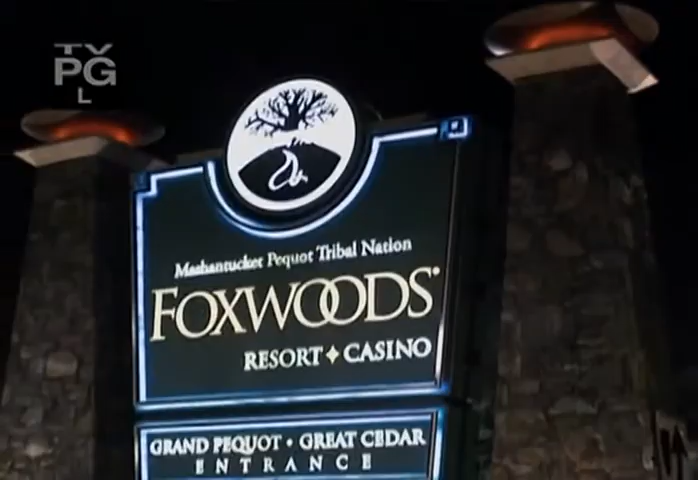 TV
PG
L
Mashantucket Pequot Tribal Nation
FOXWOODS®
RESORT CASINO
GRAND PEQUOT • GREAT CEDAR
ENTRANCE